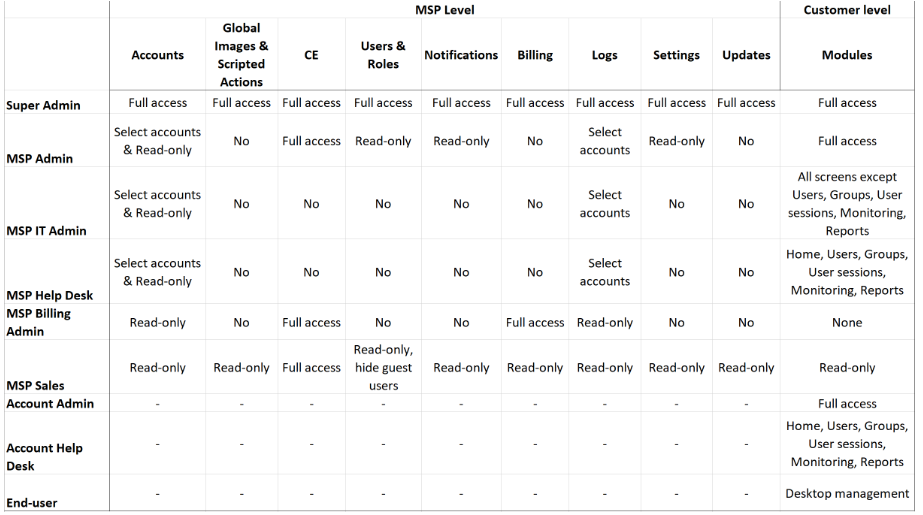 MSP Level Customer level
Accounts Global Images & Scripted Actions CE Users & Roles Notifications Billing Logs Settings Updates Modules
Super Admin Full access Full access Full access Full access Full access Full access Full access Full access Full access Full access
MSP Admin Select accounts & Read-only No Full access Read-only Read-only No Select accounts Read-only No Full access
MSP IT Admin Select accounts & Read-only No No No No No Select accounts No No All screens except Users, Groups, User sessions, Monitoring, Reports
MSP Help Desk Select accounts & Read-only No No No No No Select accounts No No Home, Users, Groups, User sessions, Monitoring, Reports
MSP Billing Admin Read-only No Full access No No Full access Read-only No No None
MSP Sales Read-only Read-only Full access Read-only, hide guest users Read-only Read-only Read-only Read-only Read-only Read-only
Account Admin - - - - - - - - - Full access
Account Help Desk - - - - - - - - - Home, Users, Groups, User sessions, Monitoring, Reports
End-user - - - - - - - - - Desktop management